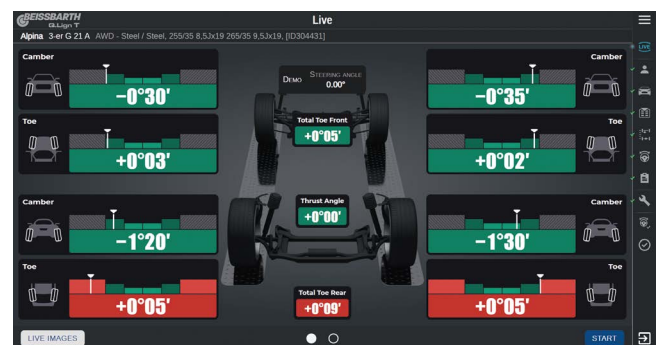 BEISSBARTH
Q.Lign T
Live
Alpina 3-er G 21 A AWD - Steel / Steel, 255/35 8,5Jx19 265/35 9,5Jx19, [ID304431]
LIVE
Camber
-0°30'
Toe
+0°03'
Camber
-1°20'
Toe
+0°05'
DEMO
STEERING ANGLE
0.00°
Total Toe Front
+0°05'
Thrust Angle
+0°00'
Total Toe Rear
+0°09'
Camber
-0°35'
Toe
+0°02'
Camber
-1°30'
Toe
+0°05'
LIVE IMAGES
START